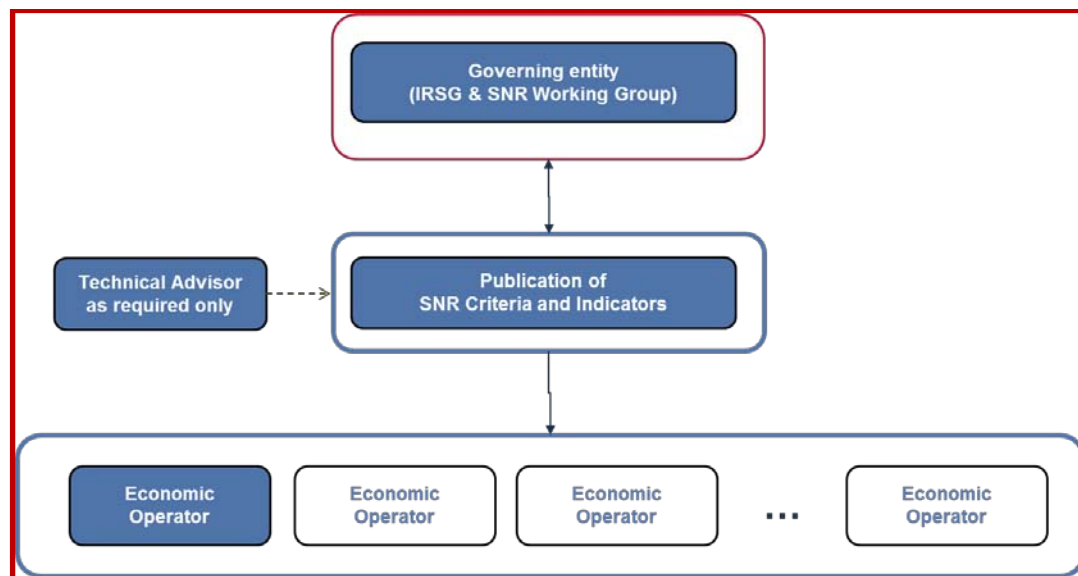 Governing entity
(IRSG & SNR Working Group)
Technical Advisor
as required only
Publication of
SNR Criteria and Indicators
Economic
Operator
Economic
Operator
Economic
Operator
...
Economic
Operator